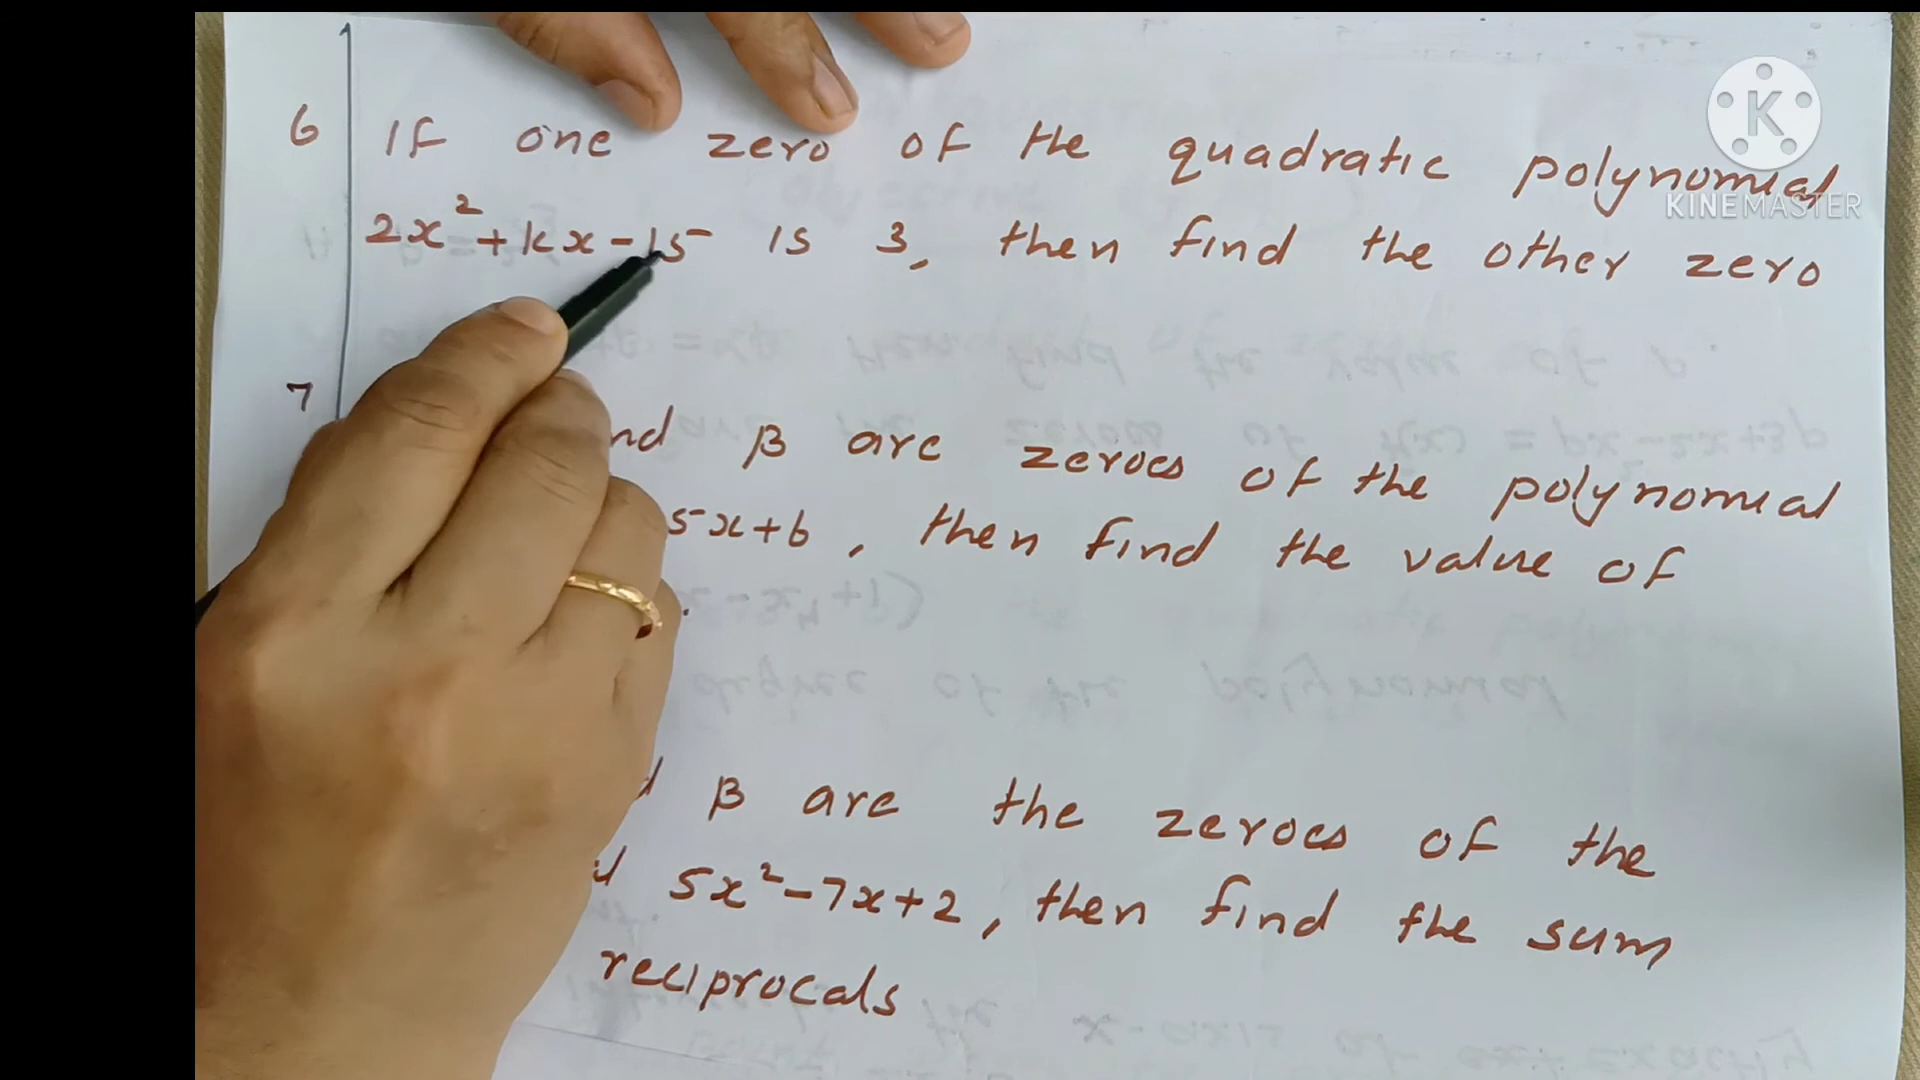 6 If one zero of the quadratic polynomial
2x² + kx - 15 is 3, then find the other zero
7
nd β are zeroes of the polynomial
5x + 6, then find the value of
β are the zeroes of the
5x² - 7x + 2, then find the sum
reciprocals
K
KINEMASTER